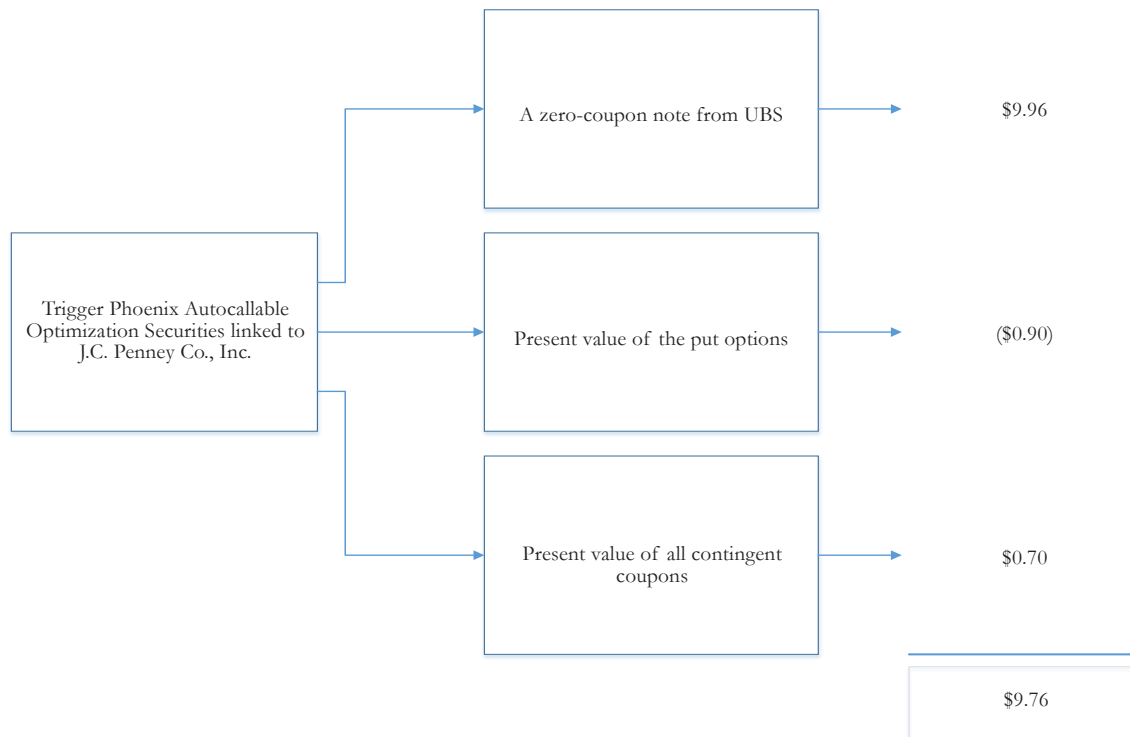 A zero-coupon note from UBS
$9.96
Trigger Phoenix Autocallable
Optimization Securities linked to
J.C. Penney Co., Inc.
Present value of the put options
($0.90)
Present value of all contingent
coupons
$0.70
$9.76